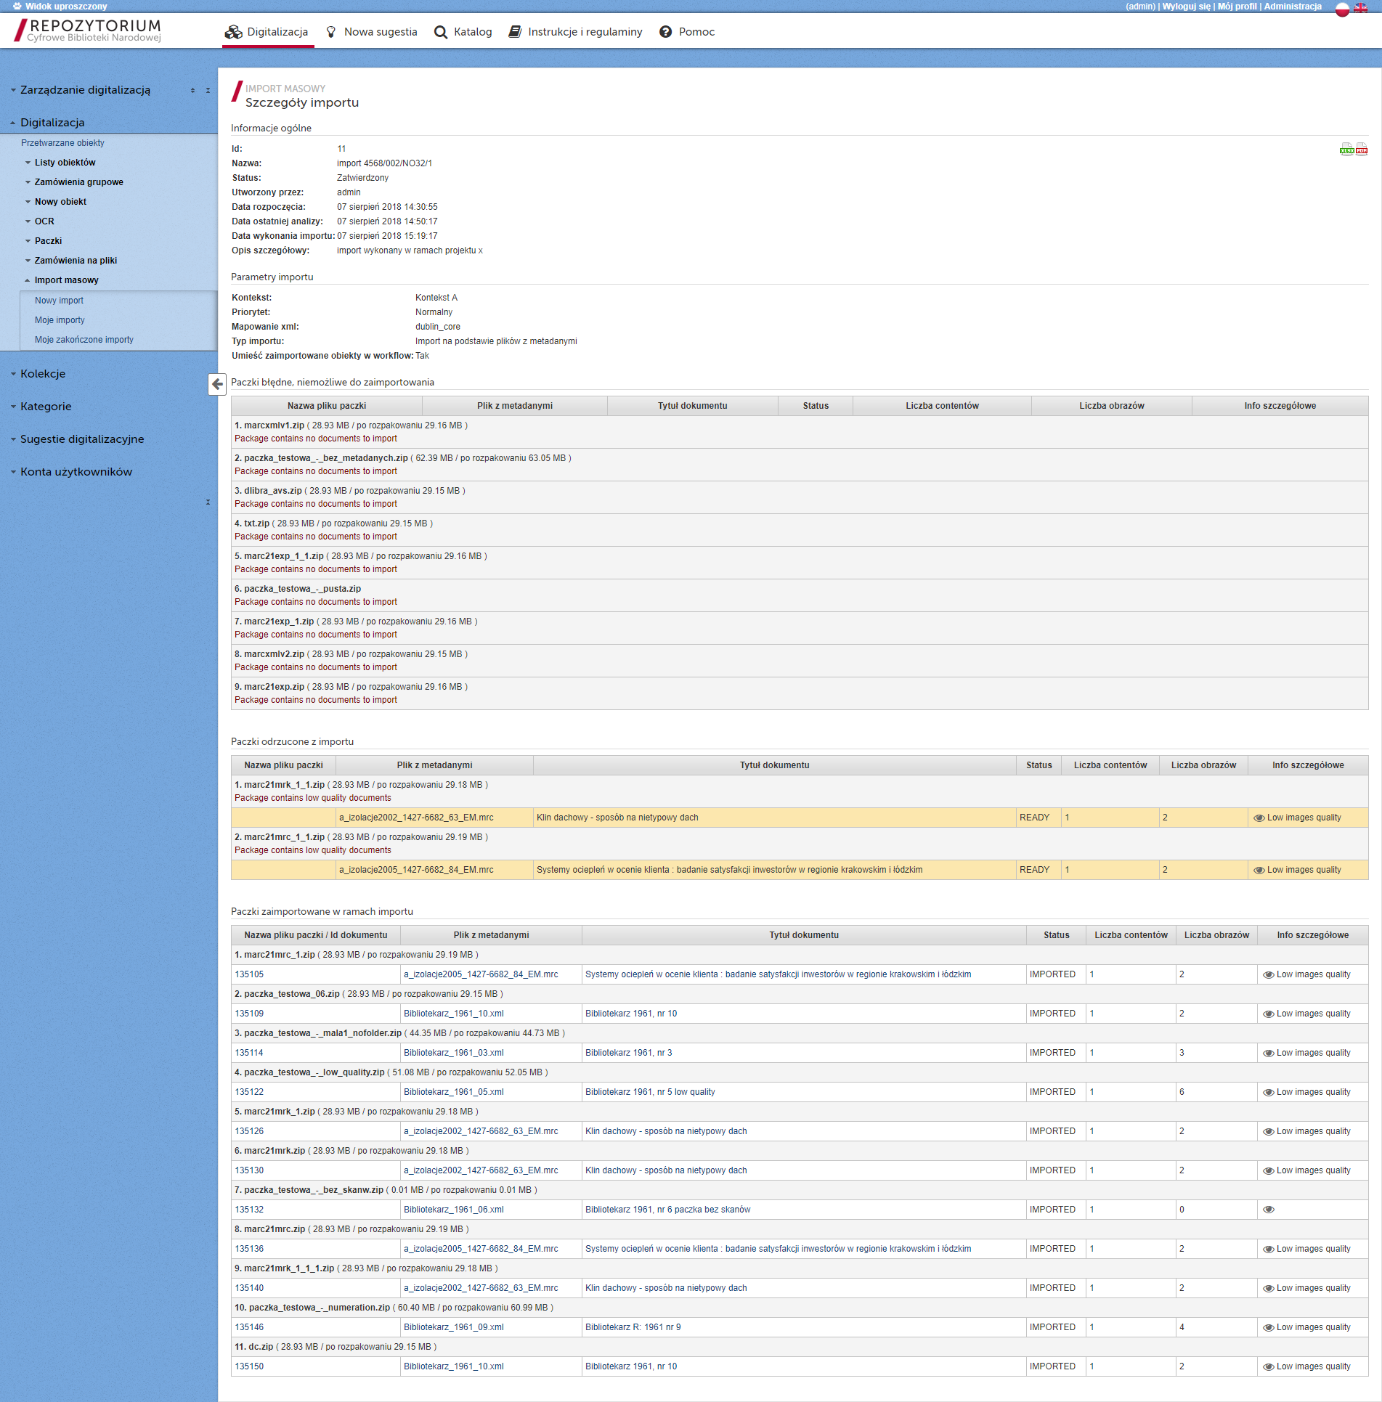 Widok uproszczony
(admin) | Wyloguj się | Mój profil | Administracja
REPOZYTORIUM
Cyfrowe Biblioteki Narodowej
Digitalizacja
Nowa sugestia
Katalog
Instrukcje i regulaminy
Pomoc
Zarządzanie digitalizacją
Digitalizacja
Przetwarzane obiekty
Listy obiektów
Zamówienia grupowe
Nowy obiekt
OCR
Paczki
Zamówienia na pliki
Import masowy
Nowy import
Moje importy
Moje zakończone importy
Kolekcje
Kategorie
Sugestie digitalizacyjne
Konta użytkowników
IMPORT MASOWY
Szczegóły importu
Informacje ogólne
Id: 11
Nazwa: import 4568/002/NO32/1
Status: Zatwierdzony
Utworzony przez: admin
Data rozpoczęcia: 07 sierpień 2018 14:30:55
Data ostatniej analizy: 07 sierpień 2018 14:50:17
Data wykonania importu: 07 sierpień 2018 15:19:17
Opis szczegółowy: import wykonany w ramach projektu x
Parametry importu
Kontekst: Kontekst A
Priorytet: Normalny
Mapowanie xml: dublin_core
Typ importu: Import na podstawie plików z metadanymi
Umieść zaimportowane obiekty w workflow: Tak
Paczki błędne, niemożliwe do zaimportowania
Nazwa pliku paczki Plik z metadanymi Tytuł dokumentu Status Liczba contentów Liczba obrazów Info szczegółowe
1. marcxmlv1.zip ( 28.93 MB / po rozpakowaniu 29.16 MB )
Package contains no documents to import
2. paczka_testowa_-_bez_metadanych.zip ( 62.39 MB / po rozpakowaniu 63.05 MB )
Package contains no documents to import
3. dlibra_avs.zip ( 28.93 MB / po rozpakowaniu 29.15 MB )
Package contains no documents to import
4. txt.zip ( 28.93 MB / po rozpakowaniu 29.15 MB )
Package contains no documents to import
5. marc21exp_1_1.zip ( 28.93 MB / po rozpakowaniu 29.16 MB )
Package contains no documents to import
6. paczka_testowa_-_pusta.zip
Package contains no documents to import
7. marc21exp_1.zip ( 28.93 MB / po rozpakowaniu 29.16 MB )
Package contains no documents to import
8. marcxmlv2.zip ( 28.93 MB / po rozpakowaniu 29.15 MB )
Package contains no documents to import
9. marc21exp.zip ( 28.93 MB / po rozpakowaniu 29.16 MB )
Package contains no documents to import
Paczki odrzucone z importu
Nazwa pliku paczki Plik z metadanymi Tytuł dokumentu Status Liczba contentów Liczba obrazów Info szczegółowe
1. marc21mrk_1_1.zip ( 28.93 MB / po rozpakowaniu 29.18 MB )
Package contains low quality documents
a_izolacje2002_1427-6682_63_EM.mrc Klin dachowy - sposób na nietypowy dach READY 1 2 Low images quality
2. marc21mrc_1_1.zip ( 28.93 MB / po rozpakowaniu 29.19 MB )
Package contains low quality documents
a_izolacje2005_1427-6682_84_EM.mrc Systemy ociepleń w ocenie klienta : badanie satysfakcji inwestorów w regionie krakowskim i łódzkim READY 1 2 Low images quality
Paczki zaimportowane w ramach importu
Nazwa pliku paczki / Id dokumentu Plik z metadanymi Tytuł dokumentu Status Liczba contentów Liczba obrazów Info szczegółowe
1. marc21mrc_1.zip ( 28.93 MB / po rozpakowaniu 29.19 MB )
135105 a_izolacje2005_1427-6682_84_EM.mrc Systemy ociepleń w ocenie klienta : badanie satysfakcji inwestorów w regionie krakowskim i łódzkim IMPORTED 1 2 Low images quality
2. paczka_testowa_06.zip ( 28.93 MB / po rozpakowaniu 29.15 MB )
135109 Bibliotekarz_1961_10.xml Bibliotekarz 1961, nr 10 IMPORTED 1 2 Low images quality
3. paczka_testowa_-_mala1_nofolder.zip ( 44.35 MB / po rozpakowaniu 44.73 MB )
135114 Bibliotekarz_1961_03.xml Bibliotekarz 1961, nr 3 IMPORTED 1 3 Low images quality
4. paczka_testowa_-_low_quality.zip ( 51.08 MB / po rozpakowaniu 52.05 MB )
135122 Bibliotekarz_1961_05.xml Bibliotekarz 1961, nr 5 low quality IMPORTED 1 6 Low images quality
5. marc21mrk_1.zip ( 28.93 MB / po rozpakowaniu 29.18 MB )
135126 a_izolacje2002_1427-6682_63_EM.mrc Klin dachowy - sposób na nietypowy dach IMPORTED 1 2 Low images quality
6. marc21mrk.zip ( 28.93 MB / po rozpakowaniu 29.18 MB )
135130 a_izolacje2002_1427-6682_63_EM.mrc Klin dachowy - sposób na nietypowy dach IMPORTED 1 2 Low images quality
7. paczka_testowa_-_bez_skanw.zip ( 0.01 MB / po rozpakowaniu 0.01 MB )
135132 Bibliotekarz_1961_06.xml Bibliotekarz 1961, nr 6 paczka bez skanów IMPORTED 1 0
8. marc21mrc.zip ( 28.93 MB / po rozpakowaniu 29.19 MB )
135136 a_izolacje2005_1427-6682_84_EM.mrc Systemy ociepleń w ocenie klienta : badanie satysfakcji inwestorów w regionie krakowskim i łódzkim IMPORTED 1 2 Low images quality
9. marc21mrk_1_1_1.zip ( 28.93 MB / po rozpakowaniu 29.18 MB )
135140 a_izolacje2002_1427-6682_63_EM.mrc Klin dachowy - sposób na nietypowy dach IMPORTED 1 2 Low images quality
10. paczka_testowa_-_numeration.zip ( 60.40 MB / po rozpakowaniu 60.99 MB )
135146 Bibliotekarz_1961_09.xml Bibliotekarz R: 1961 nr 9 IMPORTED 1 4 Low images quality
11. dc.zip ( 28.93 MB / po rozpakowaniu 29.15 MB )
135150 Bibliotekarz_1961_10.xml Bibliotekarz 1961, nr 10 IMPORTED 1 2 Low images quality